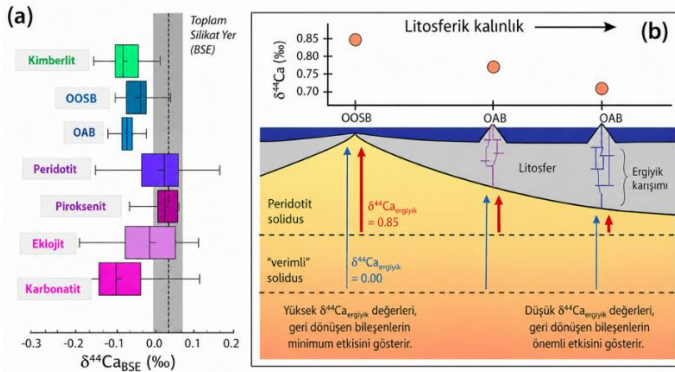 (a)
Toplam
Silikat Yer
(BSE)
Kimberlit
OOSB
OAB
Peridotit
Piroksenit
Eklojit
Karbonatit
-0.3
-0.2
-0.1
0
0.1
0.2
δ⁴⁴Ca_BSE (‰)
Litosferik kalınlık
(b)
δ⁴⁴Ca (‰)
0.85
0.80
0.75
0.70
OOSB
OAB
OAB
Litosfer
Ergiyik
karışımı
Peridotit
solidus
δ⁴⁴Ca_ergiyik
= 0.85
"verimli"
solidus
δ⁴⁴Ca_ergiyik
= 0.00
Yüksek δ⁴⁴Ca_ergiyik değerleri,
geri dönüşen bileşenlerin
minimum etkisini gösterir.
Düşük δ⁴⁴Ca_ergiyik değerleri,
geri dönüşen bileşenlerin
önemli etkisini gösterir.